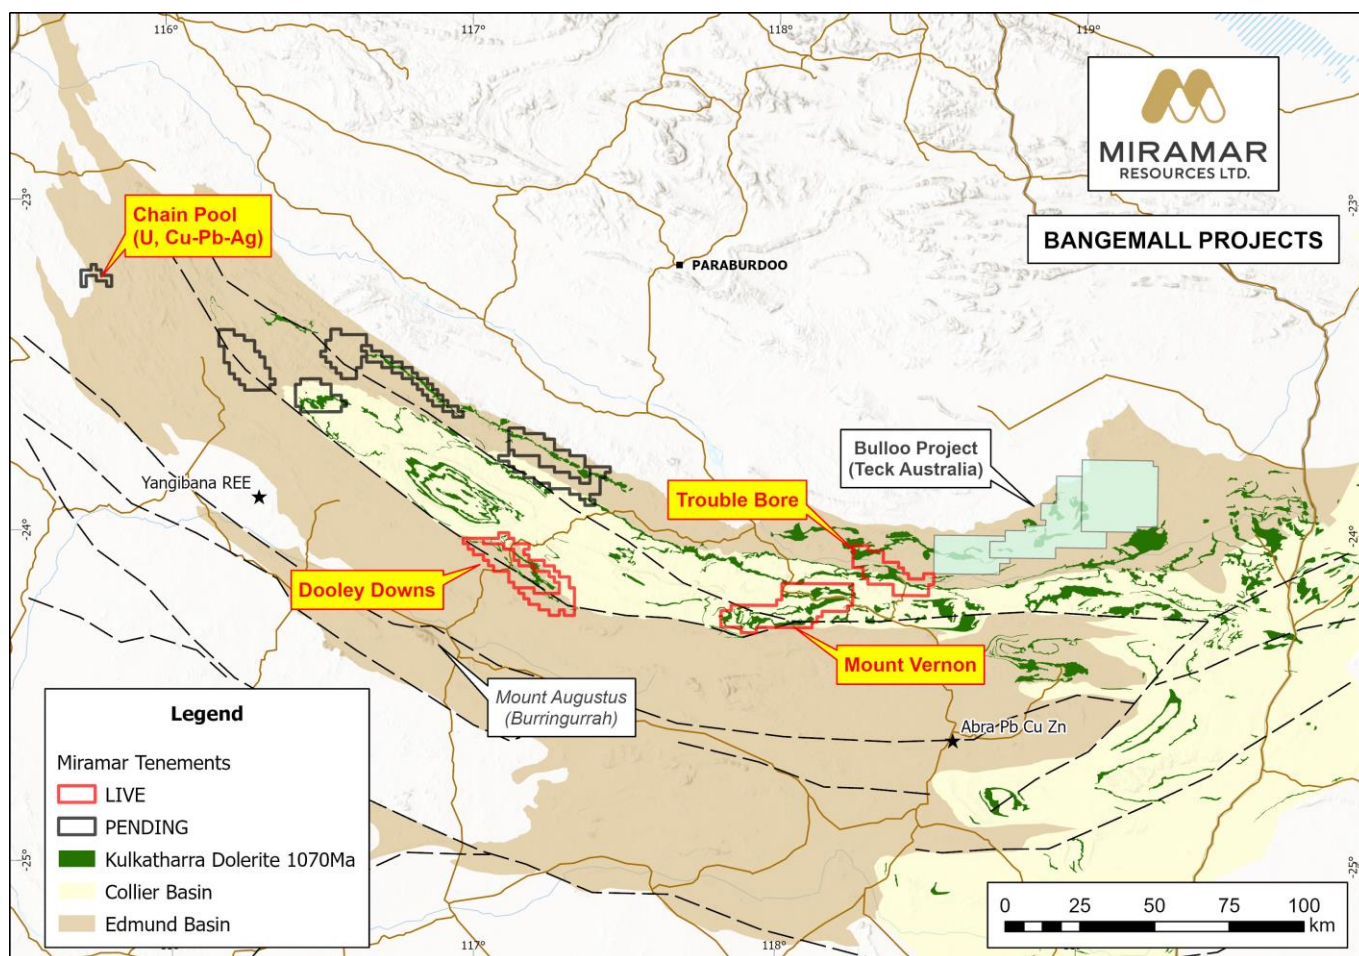 116°
117°
118°
119°
MIRAMAR
RESOURCES LTD.
BANGEMALL PROJECTS
-23°
-23°
Chain Pool
(U, Cu-Pb-Ag)
PARABURDOO
Bulloo Project
(Teck Australia)
Yangibana REE
Trouble Bore
-24°
-24°
Dooley Downs
Mount Vernon
Mount Augustus
(Burringurrah)
Abra Pb Cu Zn
Legend
Miramar Tenements
LIVE
PENDING
Kulkatharra Dolerite 1070Ma
Collier Basin
Edmund Basin
-25°
-25°
0 25 50 75 100
km
116°
117°
118°